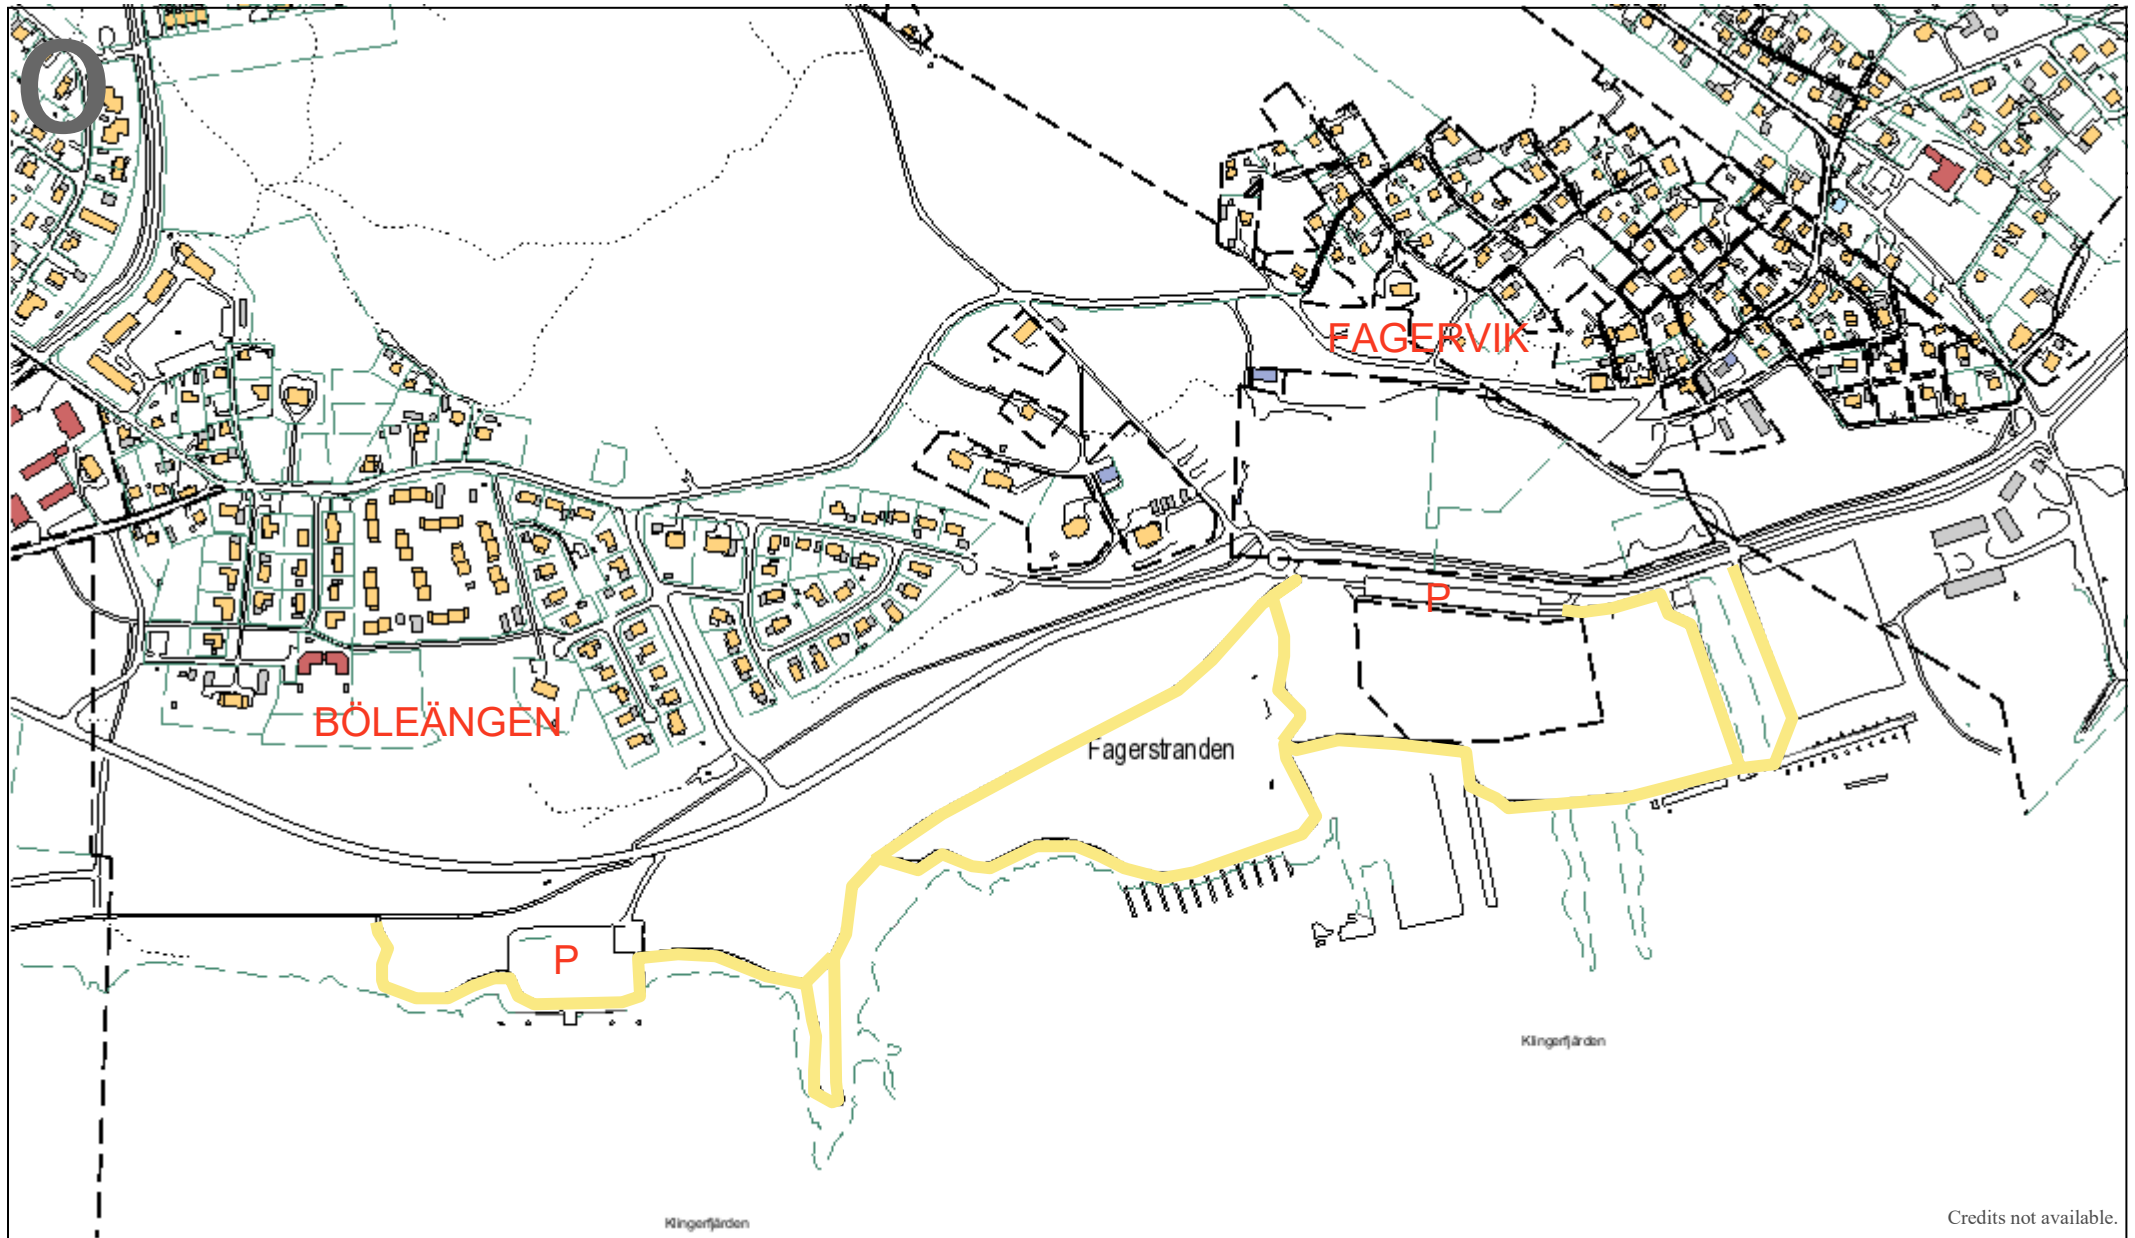 O
FAGERVIK
P
BÖLEÄNGEN
Fagerstranden
P
Klingerfjärden
Klingerfjärden
Credits not available.